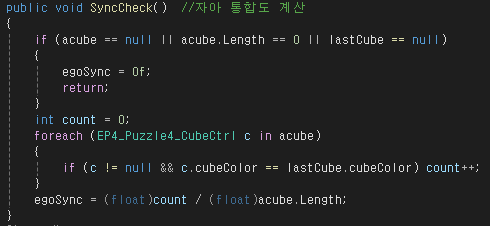 public void SyncCheck()  //자아 통합도 계산
{
    if (acube == null || acube.Length == 0 || lastCube == null)
    {
        egoSync = 0f;
        return;
    }
    int count = 0;
    foreach (EP4_Puzzle4_CubeCtrl c in acube)
    {
        if (c != null && c.cubeColor == lastCube.cubeColor) count++;
    }
    egoSync = (float)count / (float)acube.Length;
}